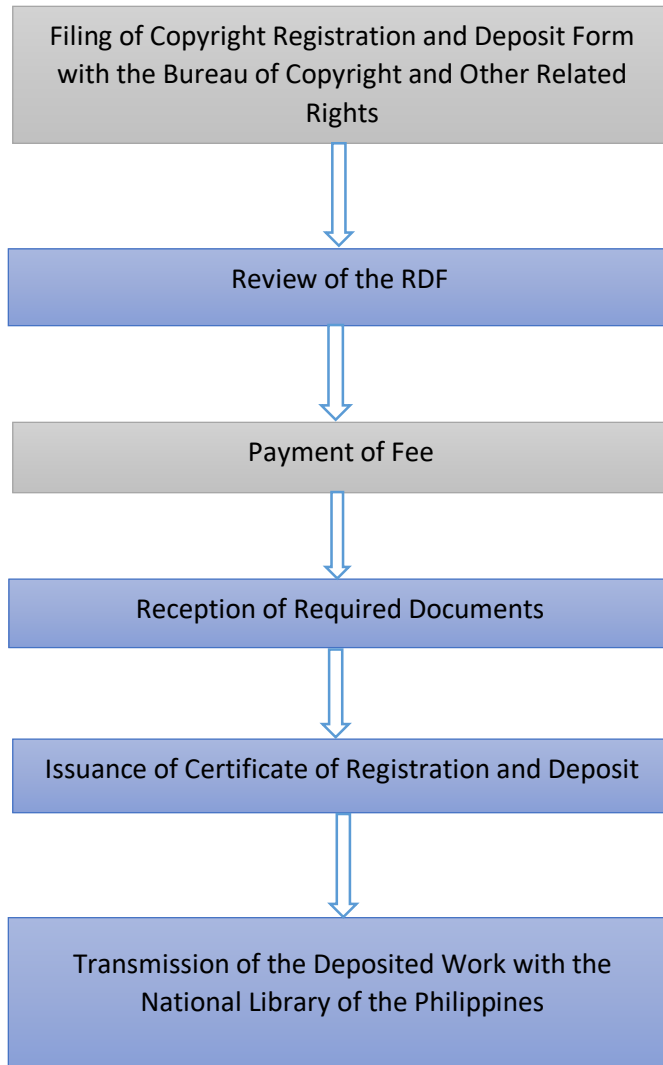 Filing of Copyright Registration and Deposit Form
with the Bureau of Copyright and Other Related
Rights
Review of the RDF
Payment of Fee
Reception of Required Documents
Issuance of Certificate of Registration and Deposit
Transmission of the Deposited Work with the
National Library of the Philippines